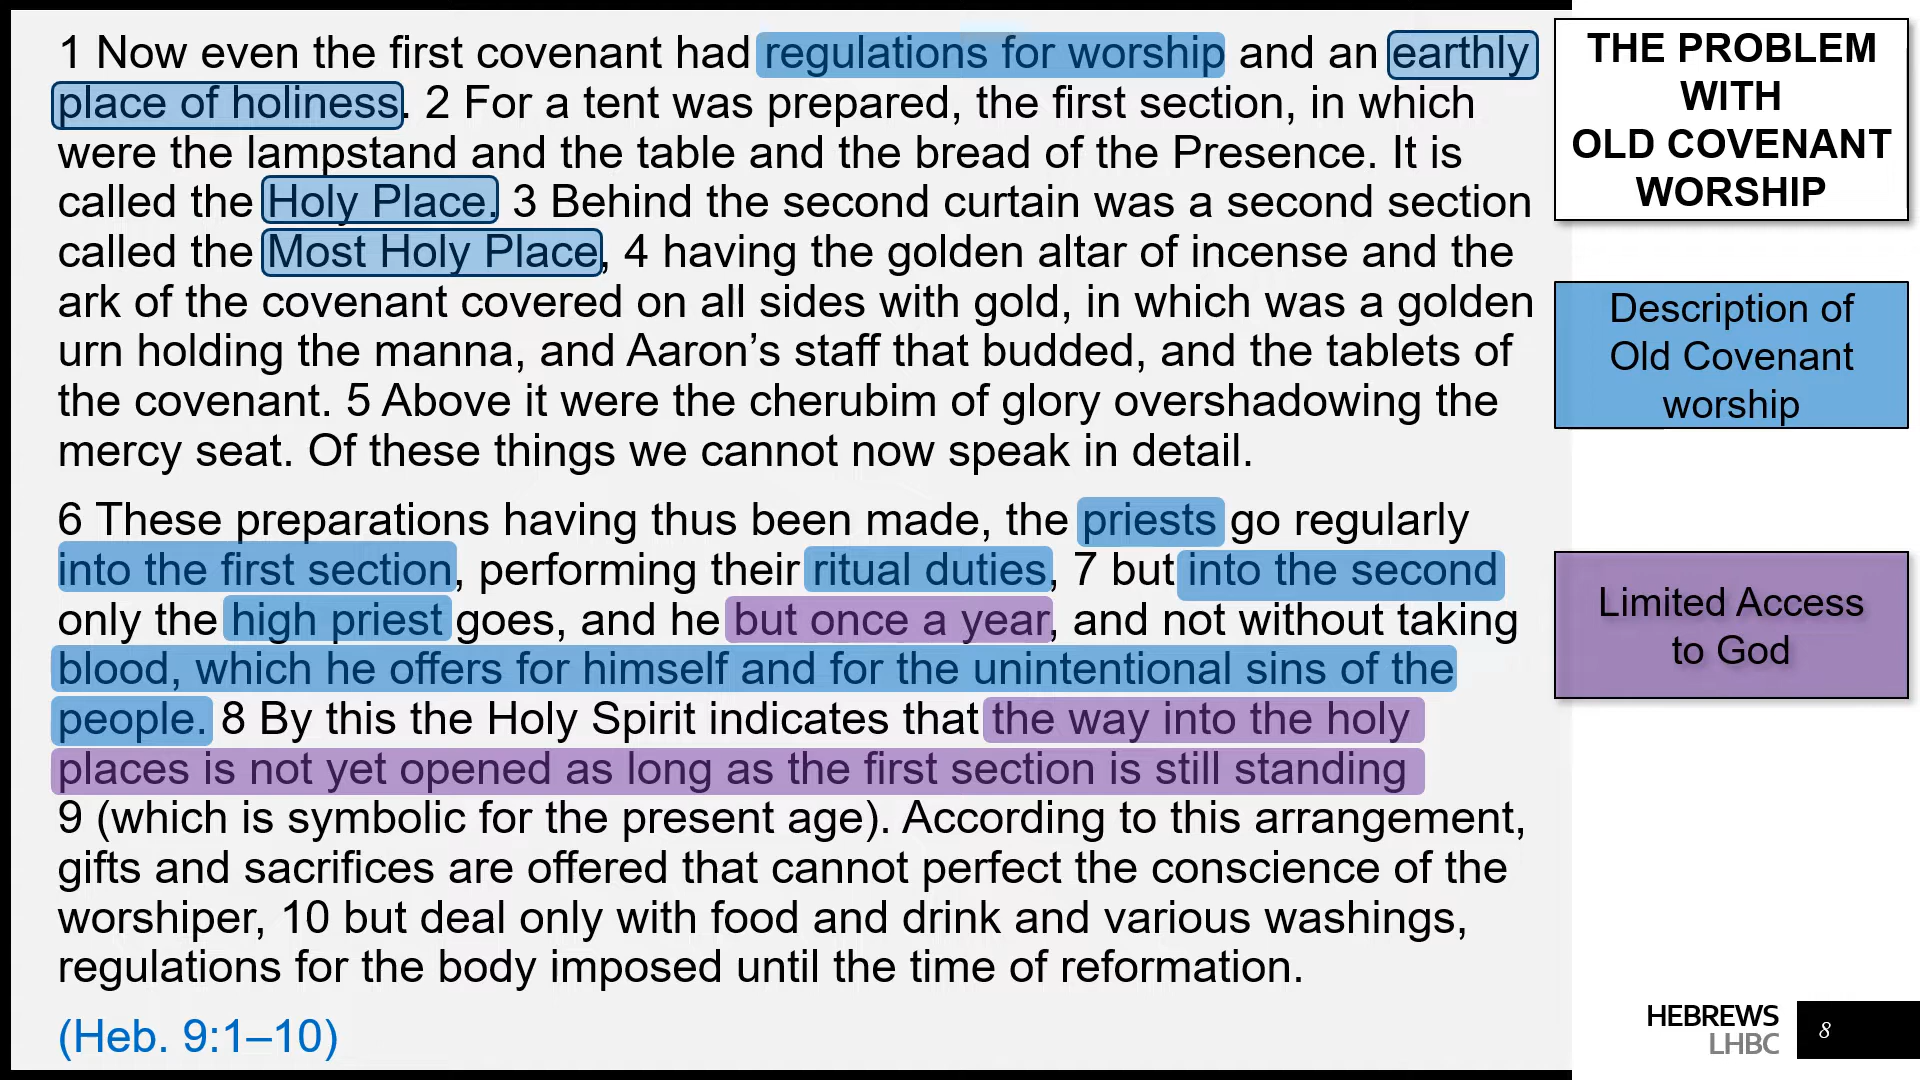 1 Now even the first covenant had regulations for worship and an earthly
place of holiness. 2 For a tent was prepared, the first section, in which
were the lampstand and the table and the bread of the Presence. It is
called the Holy Place. 3 Behind the second curtain was a second section
called the Most Holy Place, 4 having the golden altar of incense and the
ark of the covenant covered on all sides with gold, in which was a golden
urn holding the manna, and Aaron’s staff that budded, and the tablets of
the covenant. 5 Above it were the cherubim of glory overshadowing the
mercy seat. Of these things we cannot now speak in detail.
6 These preparations having thus been made, the priests go regularly
into the first section, performing their ritual duties, 7 but into the second
only the high priest goes, and he but once a year, and not without taking
blood, which he offers for himself and for the unintentional sins of the
people. 8 By this the Holy Spirit indicates that the way into the holy
places is not yet opened as long as the first section is still standing
9 (which is symbolic for the present age). According to this arrangement,
gifts and sacrifices are offered that cannot perfect the conscience of the
worshiper, 10 but deal only with food and drink and various washings,
regulations for the body imposed until the time of reformation.
(Heb. 9:1–10)
THE PROBLEM
WITH
OLD COVENANT
WORSHIP
Description of
Old Covenant
worship
Limited Access
to God
HEBREWS
LHBC
8